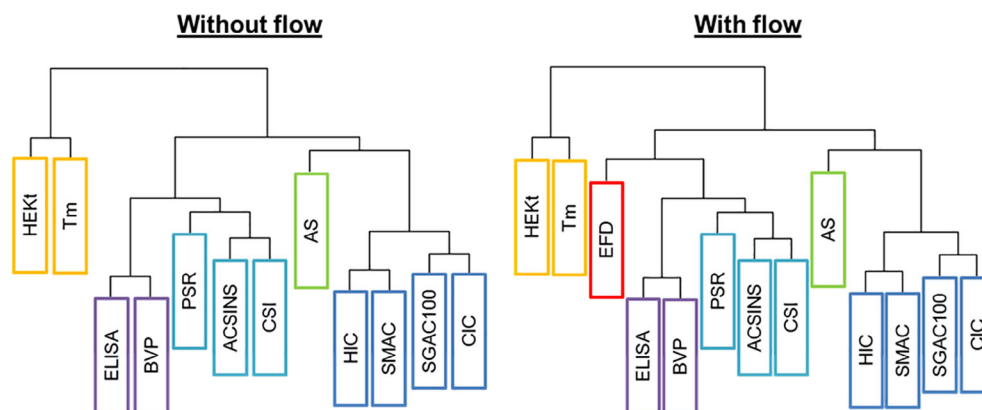 Without flow
HEKt
Tm
ELISA
BVP
PSR
ACSINS
CSI
AS
HIC
SMAC
SGAC100
CIC
With flow
HEKt
Tm
EFD
ELISA
BVP
PSR
ACSINS
CSI
AS
HIC
SMAC
SGAC100
CIC